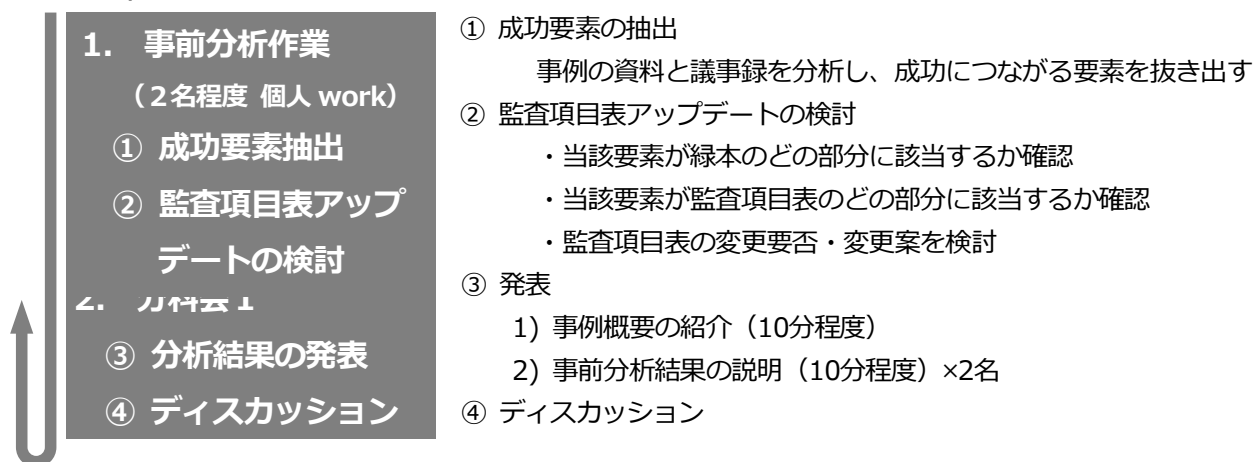 1. 事前分析作業
（２名程度 個人 work）
① 成功要素抽出
② 監査項目表アップ
デートの検討
2. 分科会１
③ 分析結果の発表
④ ディスカッション
① 成功要素の抽出
事例の資料と議事録を分析し、成功につながる要素を抜き出す
② 監査項目表アップデートの検討
・当該要素が緑本のどの部分に該当するか確認
・当該要素が監査項目表のどの部分に該当するか確認
・監査項目表の変更要否・変更案を検討
③ 発表
1) 事例概要の紹介（10分程度）
2) 事前分析結果の説明（10分程度）×2名
④ ディスカッション